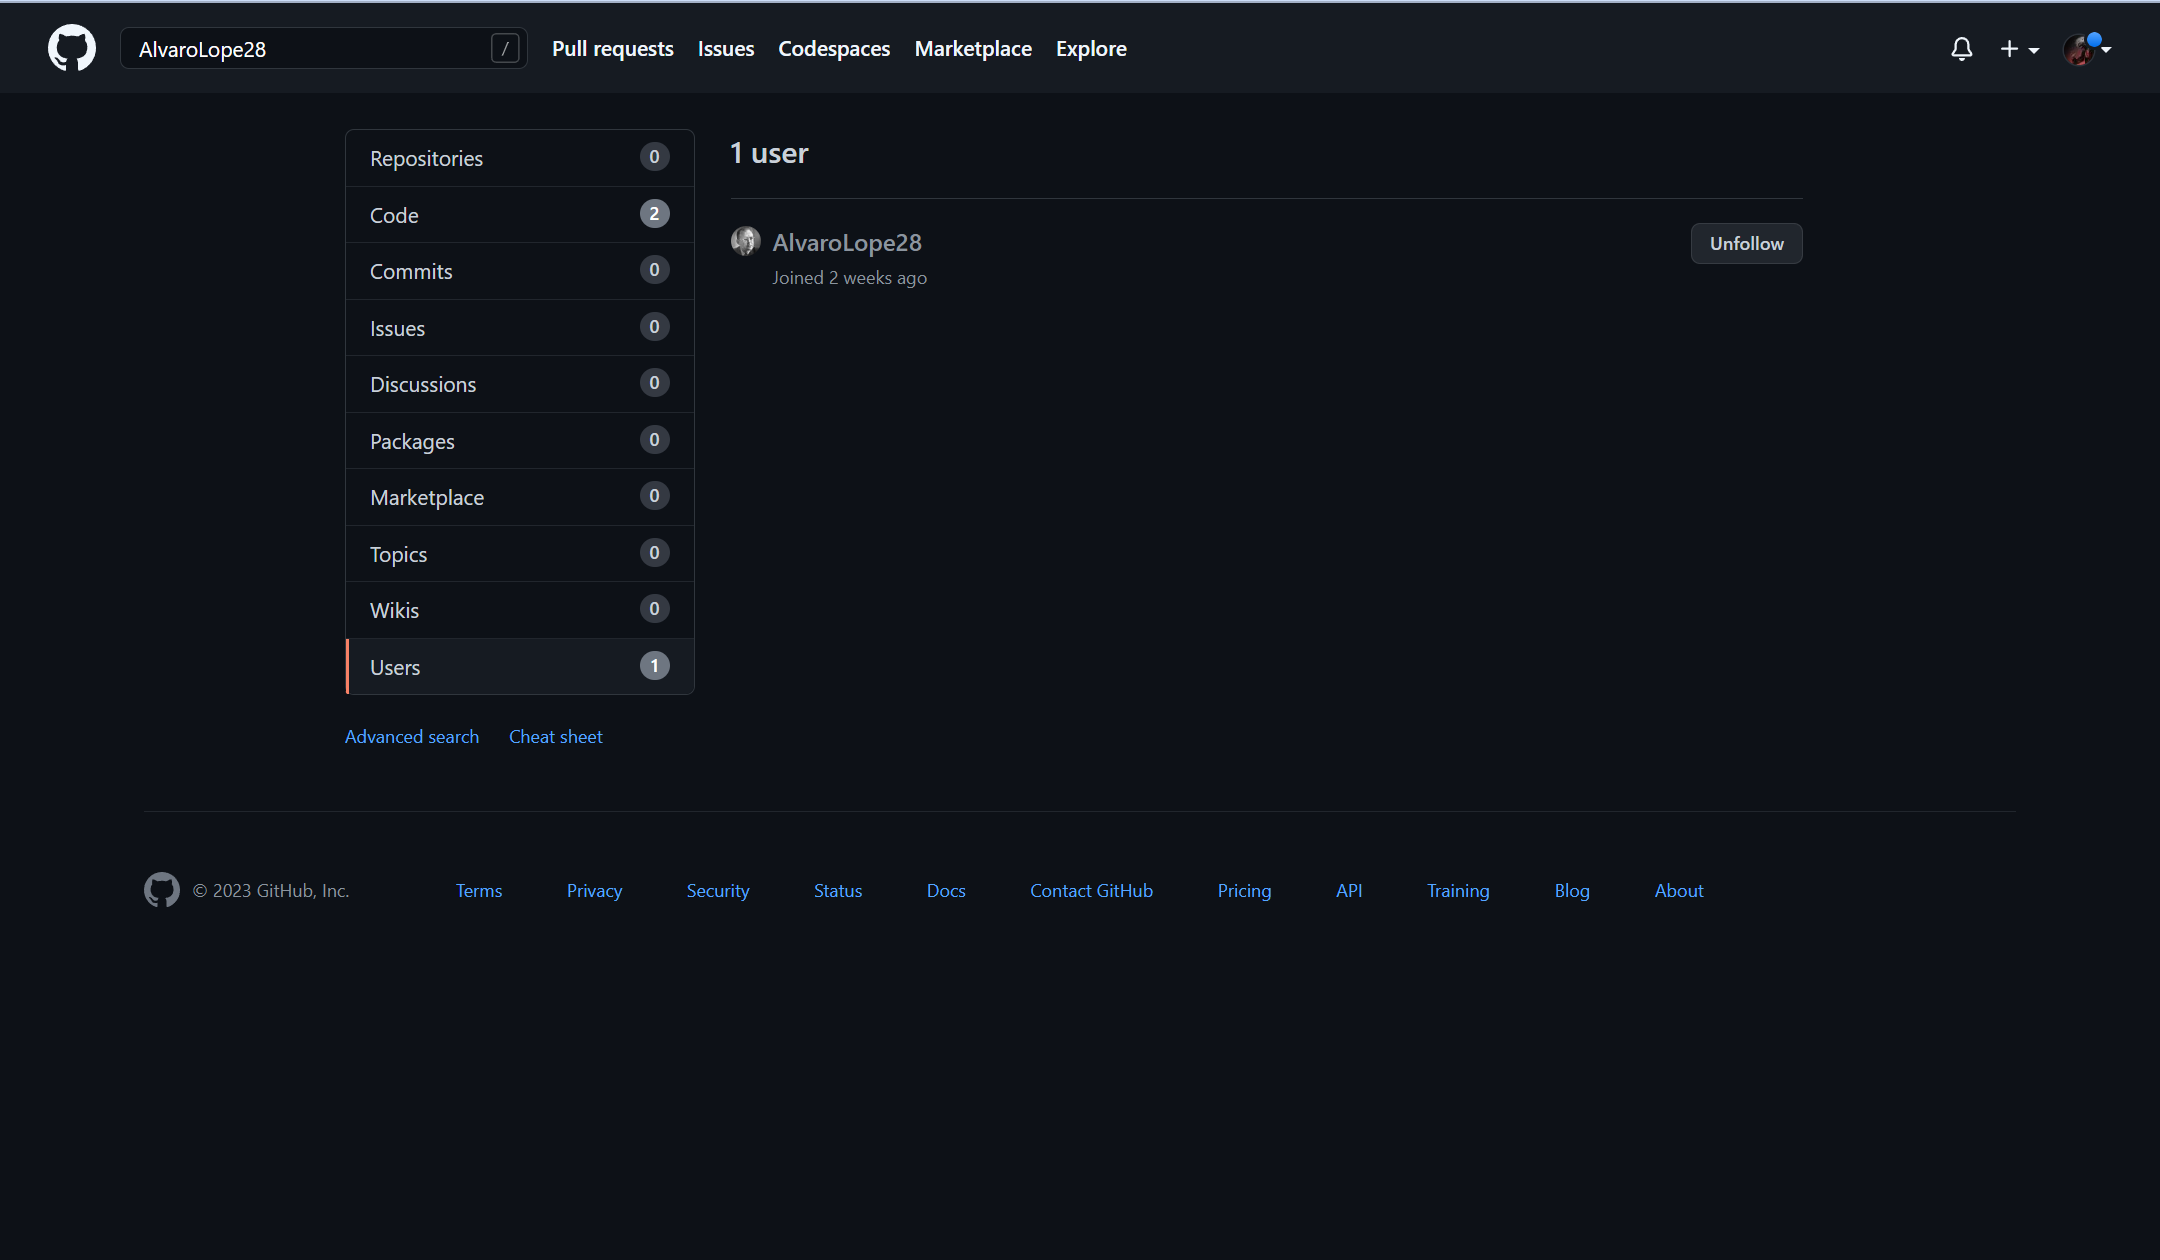 AlvaroLope28 / Pull requests Issues Codespaces Marketplace Explore
Repositories 0
Code 2
Commits 0
Issues 0
Discussions 0
Packages 0
Marketplace 0
Topics 0
Wikis 0
Users 1
Advanced search Cheat sheet
1 user
AlvaroLope28 Unfollow
Joined 2 weeks ago
© 2023 GitHub, Inc. Terms Privacy Security Status Docs Contact GitHub Pricing API Training Blog About